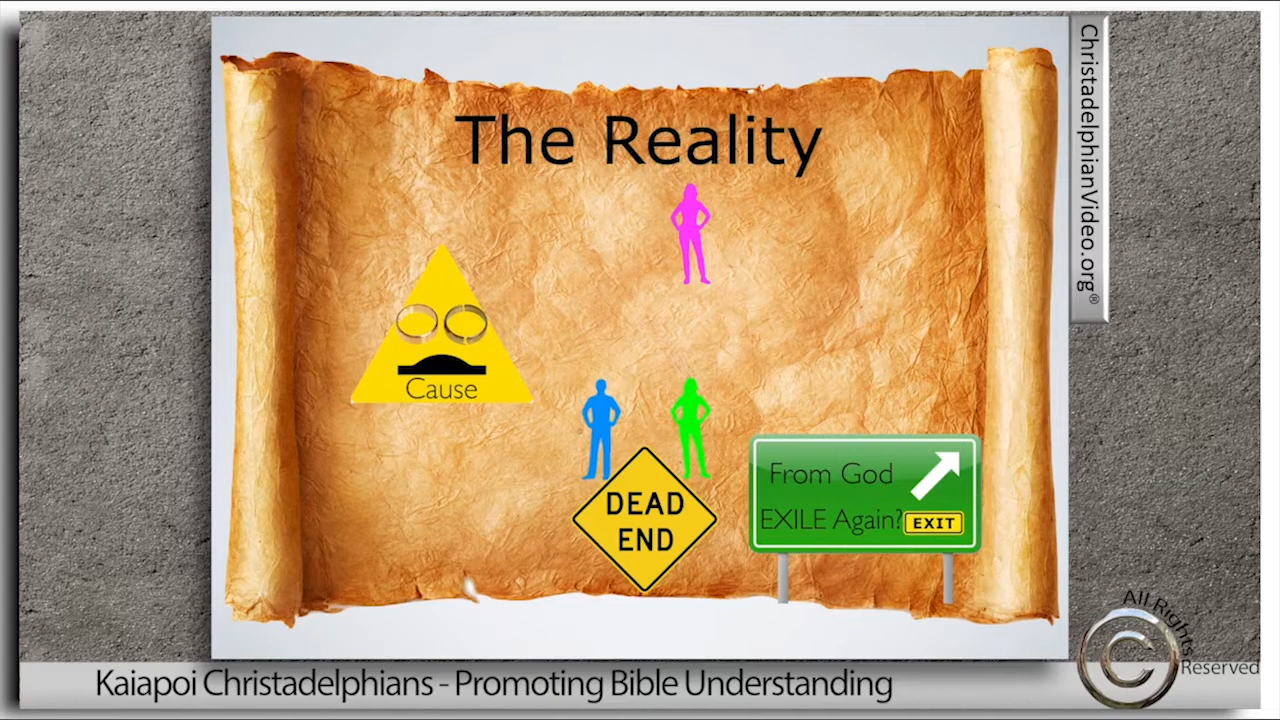 The Reality
Cause
DEAD
END
From God
EXILE Again?
EXIT
ChristadelphianVideo.org®
All Rights
Reserved
C
Kaiapoi Christadelphians - Promoting Bible Understanding